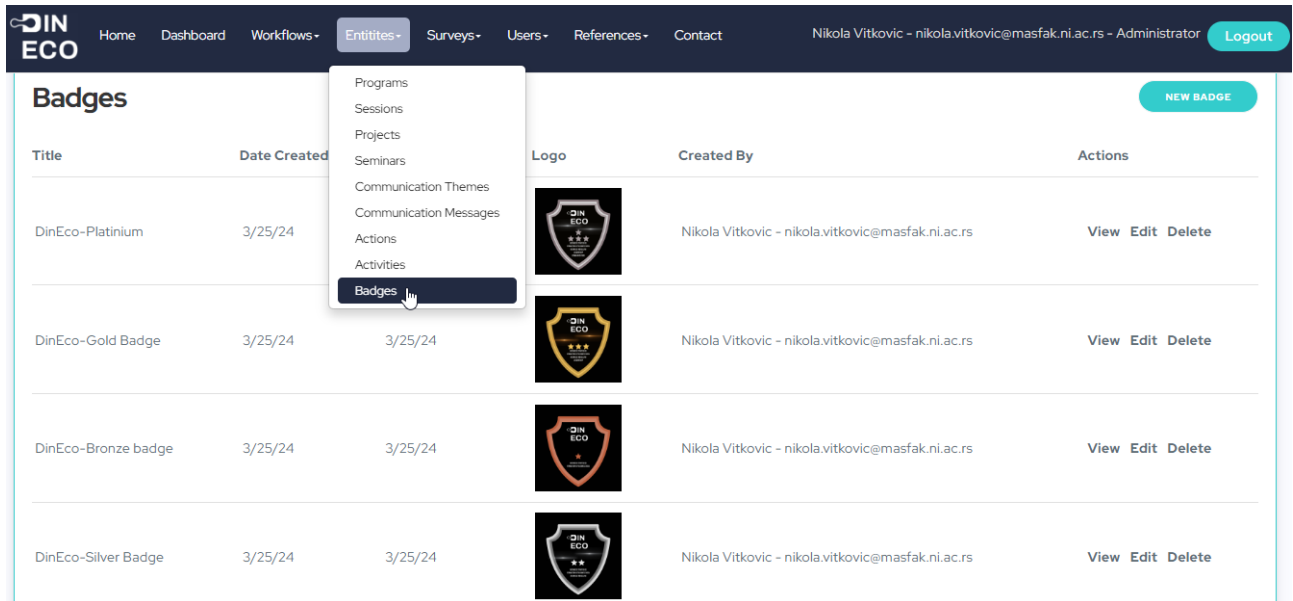 DIN
ECO
Home Dashboard Workflows Entitites Surveys Users References Contact Nikola Vitkovic - nikola.vitkovic@masfak.ni.ac.rs - Administrator Logout
Programs
Sessions
Projects
Seminars
Communication Themes
Communication Messages
Actions
Activities
Badges
Badges NEW BADGE
Title Date Created Logo Created By Actions
DinEco-Platinium 3/25/24 Nikola Vitkovic - nikola.vitkovic@masfak.ni.ac.rs View Edit Delete
DIN
ECO
DinEco-Gold Badge 3/25/24 3/25/24 Nikola Vitkovic - nikola.vitkovic@masfak.ni.ac.rs View Edit Delete
DIN
ECO
DinEco-Bronze badge 3/25/24 3/25/24 Nikola Vitkovic - nikola.vitkovic@masfak.ni.ac.rs View Edit Delete
DIN
ECO
DinEco-Silver Badge 3/25/24 3/25/24 Nikola Vitkovic - nikola.vitkovic@masfak.ni.ac.rs View Edit Delete
DIN
ECO